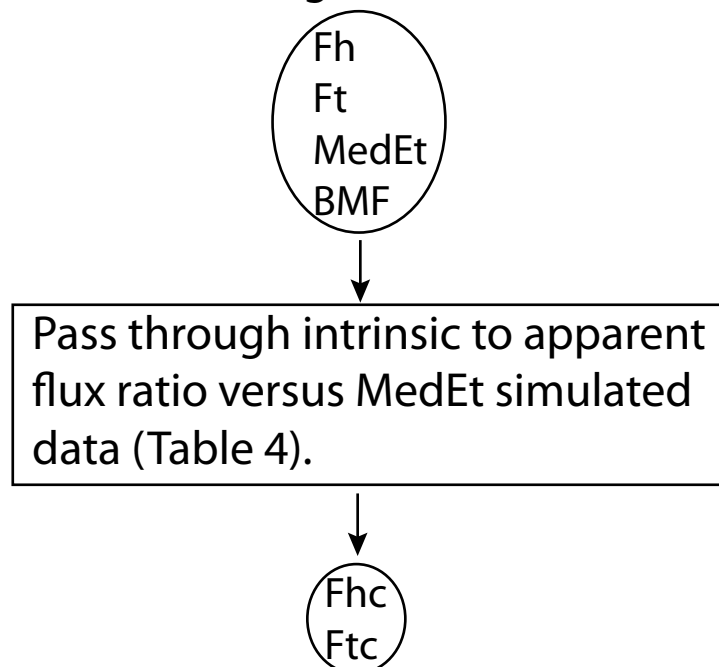 Fh
Ft
MedEt
BMF
Pass through intrinsic to apparent
flux ratio versus MedEt simulated
data (Table 4).
Fhc
Ftc